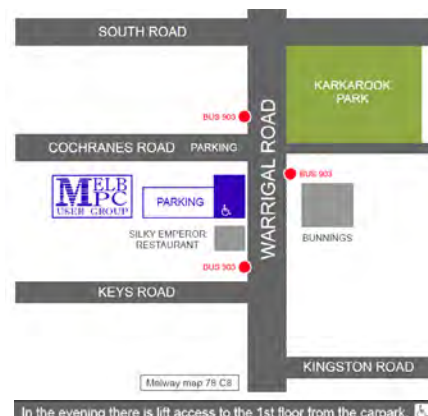 SOUTH ROAD
KARKAROOK
PARK
BUS 903
WARRIGAL ROAD
COCHRANES ROAD
PARKING
BUS 903
MELB
PC
USER GROUP
PARKING
SILKY EMPEROR
RESTAURANT
BUNNINGS
BUS 903
KEYS ROAD
KINGSTON ROAD
Melway map 78 C8
In the evening there is lift access to the 1st floor from the carpark.